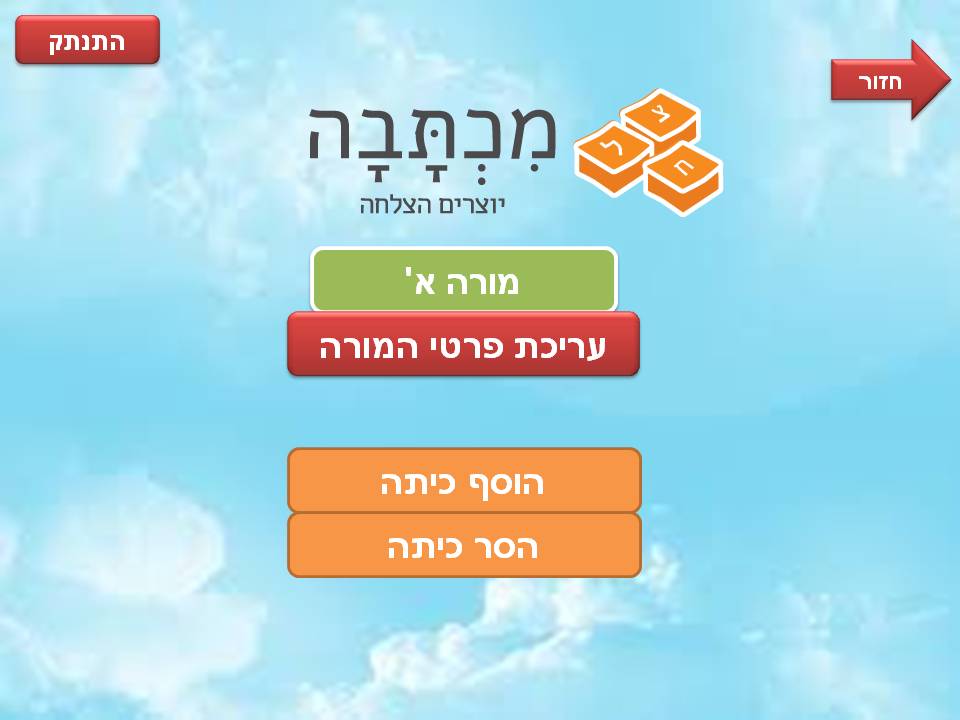 התנתק
חזור
מִכְתָּבָה
צ
ל
ח
יוצרים הצלחה
מורה א'
עריכת פרטי המורה
הוסף כיתה
הסר כיתה